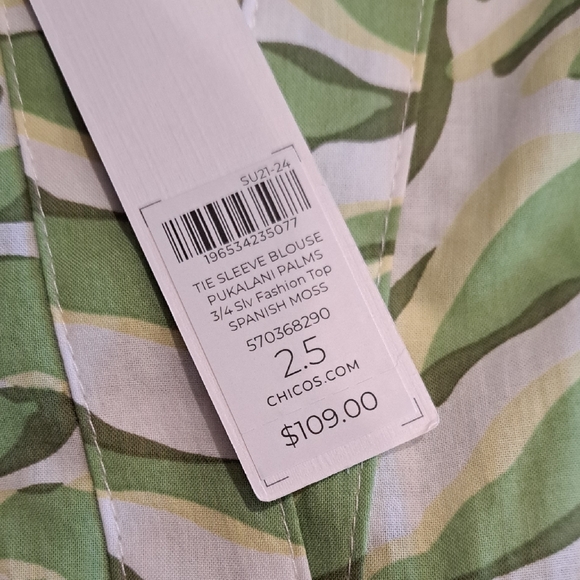 SU21-24
196534235077
TIE SLEEVE BLOUSE
PUKALANI PALMS
3/4 Slv Fashion Top
SPANISH MOSS
570368290
2.5
CHICOS.COM
$109.00